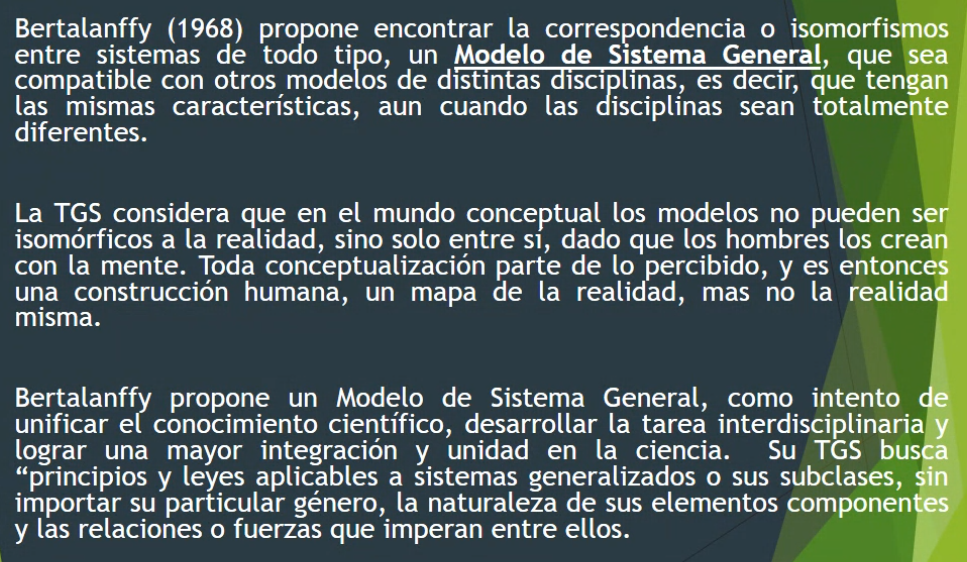 Bertalanffy (1968) propone encontrar la correspondencia o isomorfismos
entre sistemas de todo tipo, un Modelo de Sistema General, que sea
compatible con otros modelos de distintas disciplinas, es decir, que tengan
las mismas características, aun cuando las disciplinas sean totalmente
diferentes.
La TGS considera que en el mundo conceptual los modelos no pueden ser
isomórficos a la realidad, sino solo entre sí, dado que los hombres los crean
con la mente. Toda conceptualización parte de lo percibido, y es entonces
una construcción humana, un mapa de la realidad, mas no la realidad
misma.
Bertalanffy propone un Modelo de Sistema General, como intento de
unificar el conocimiento científico, desarrollar la tarea interdisciplinaria y
lograr una mayor integración y unidad en la ciencia. Su TGS busca
“principios y leyes aplicables a sistemas generalizados o sus subclases, sin
importar su particular género, la naturaleza de sus elementos componentes
y las relaciones o fuerzas que imperan entre ellos.